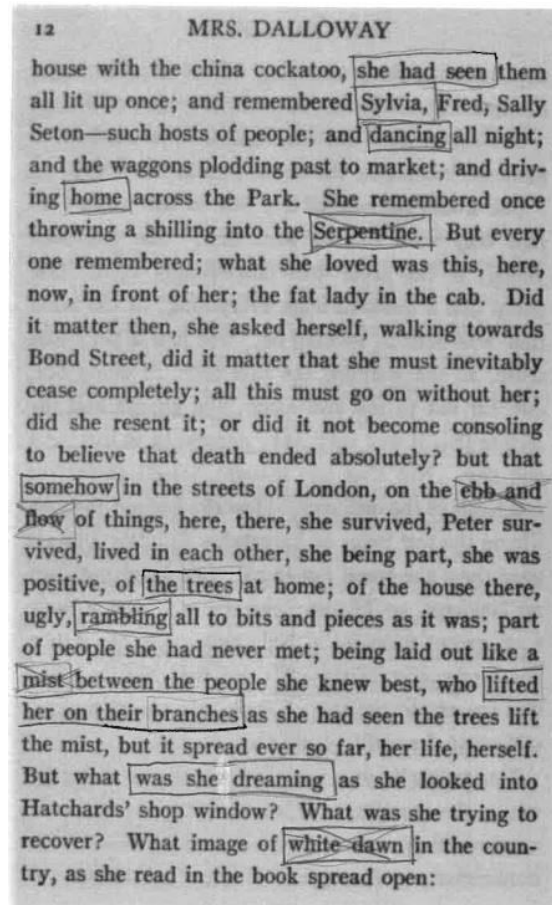 12 MRS. DALLOWAY
house with the china cockatoo, she had seen them
all lit up once; and remembered Sylvia, Fred, Sally
Seton—such hosts of people; and dancing all night;
and the waggons plodding past to market; and driv-
ing home across the Park. She remembered once
throwing a shilling into the Serpentine. But every
one remembered; what she loved was this, here,
now, in front of her; the fat lady in the cab. Did
it matter then, she asked herself, walking towards
Bond Street, did it matter that she must inevitably
cease completely; all this must go on without her;
did she resent it; or did it not become consoling
to believe that death ended absolutely? but that
somehow in the streets of London, on the ebb and
flow of things, here, there, she survived, Peter sur-
vived, lived in each other, she being part, she was
positive, of the trees at home; of the house there,
ugly, rambling all to bits and pieces as it was; part
of people she had never met; being laid out like a
mist between the people she knew best, who lifted
her on their branches as she had seen the trees lift
the mist, but it spread ever so far, her life, herself.
But what was she dreaming as she looked into
Hatchards' shop window? What was she trying to
recover? What image of white dawn in the coun-
try, as she read in the book spread open: